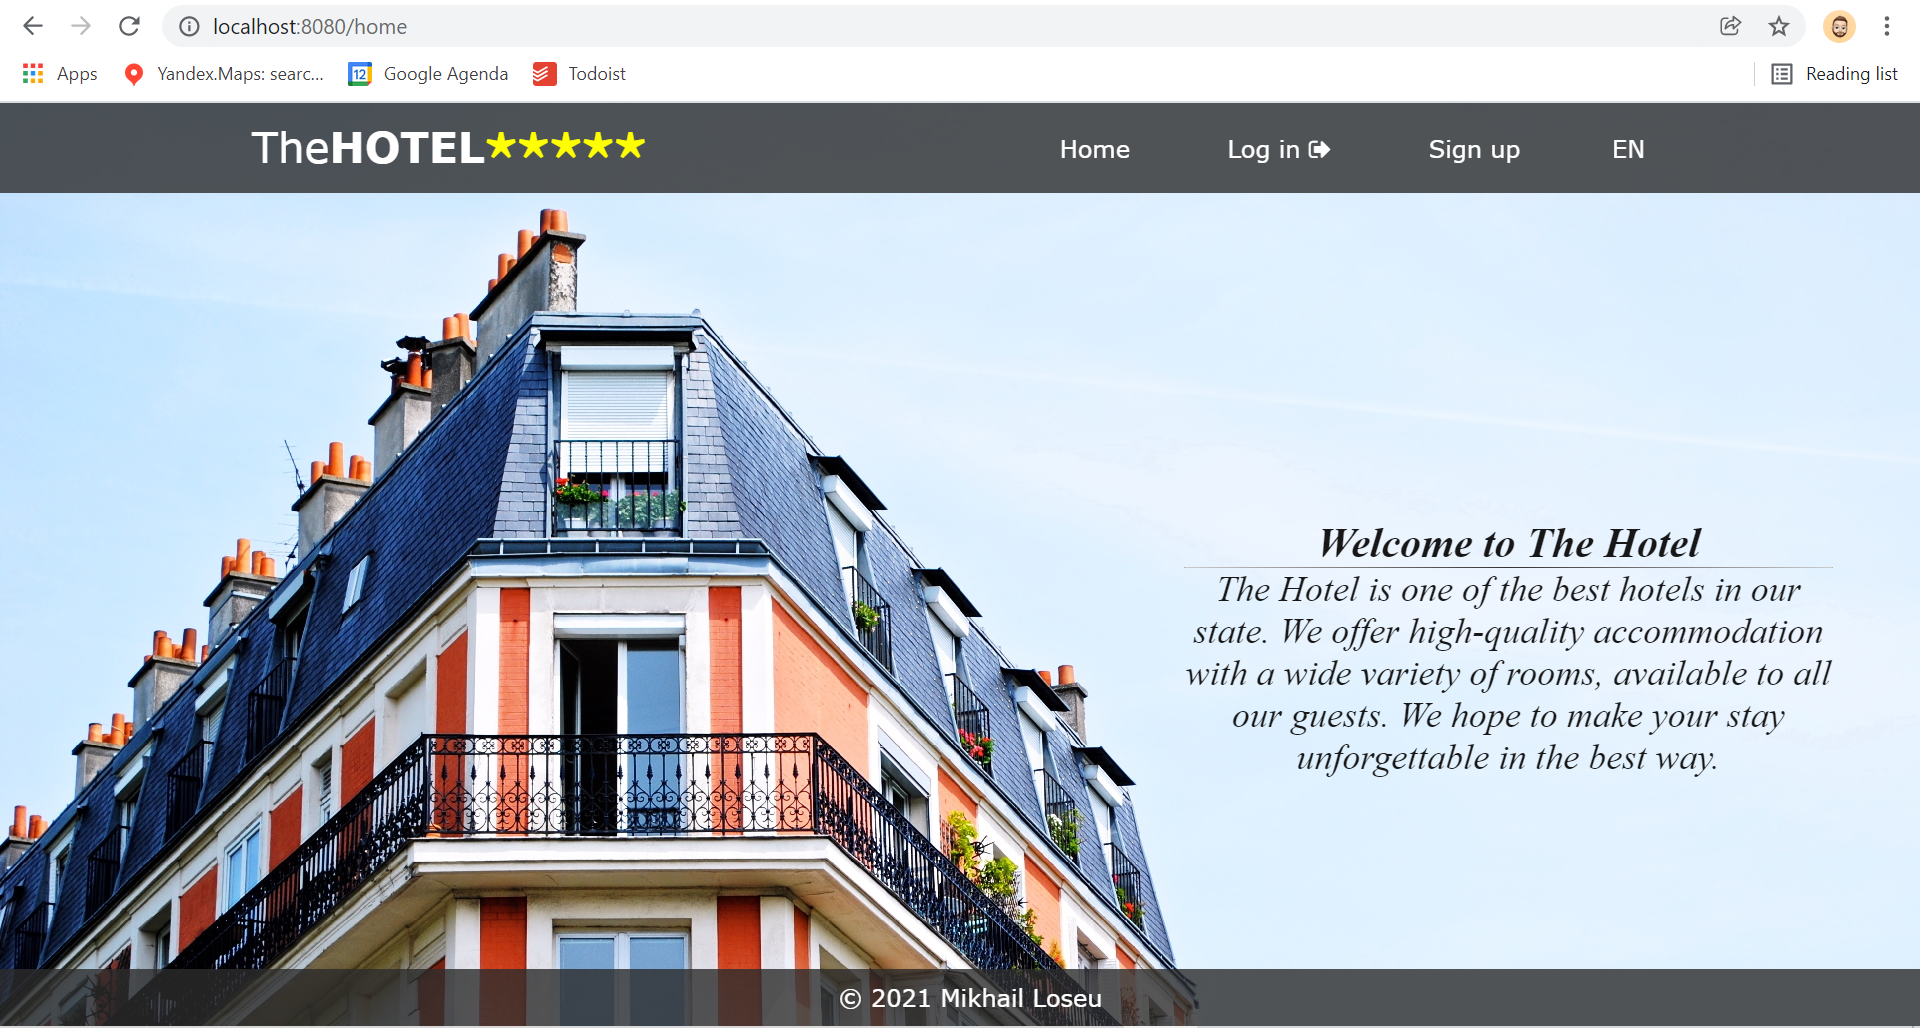 localhost:8080/home
Apps
Yandex.Maps: searc...
12
Google Agenda
Todoist
Reading list
TheHOTEL★★★★★
Home
Log in
Sign up
EN
Welcome to The Hotel
The Hotel is one of the best hotels in our
state. We offer high-quality accommodation
with a wide variety of rooms, available to all
our guests. We hope to make your stay
unforgettable in the best way.
© 2021 Mikhail Loseu